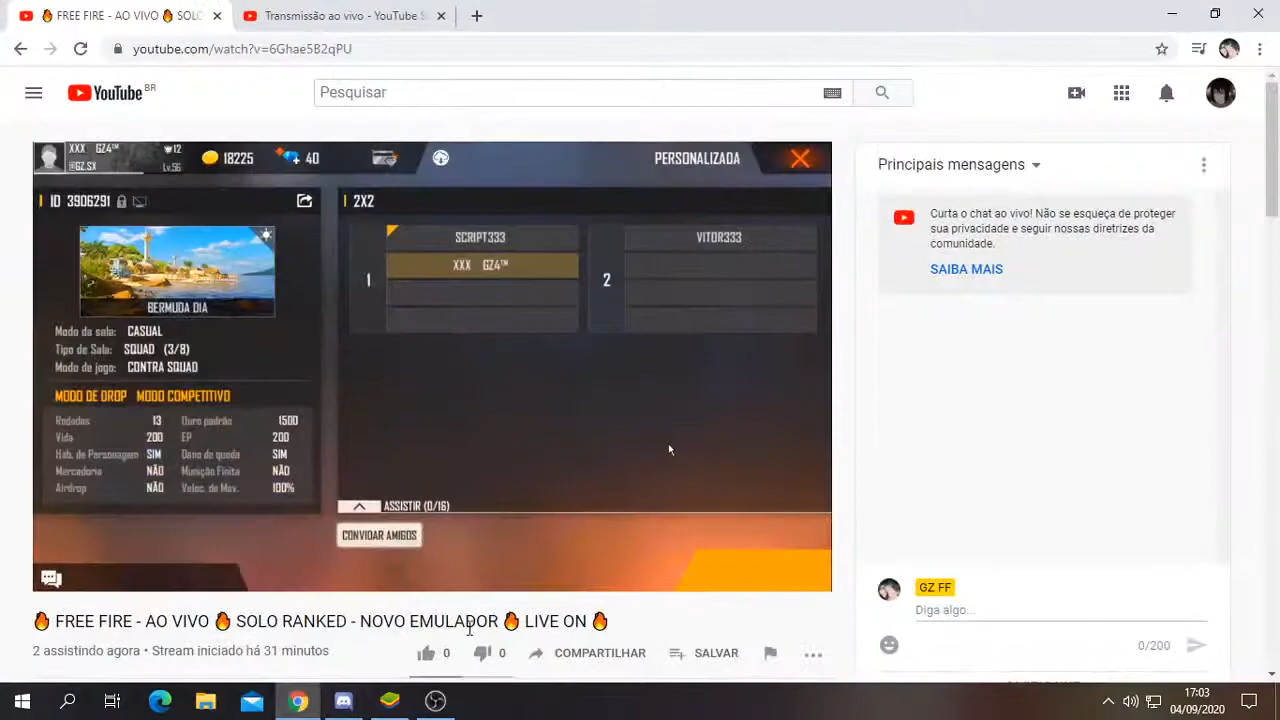 🔥 FREE FIRE - AO VIVO 🔥 SOLO
Transmissão ao vivo - YouTube S
youtube.com/watch?v=6Ghae5B2qPU
YouTube BR
Pesquisar
XXX GZ4™ 12
@GZ.SX Lv.56
18225
40
PERSONALIZADA
ID 3906291
2X2
BERMUDA DIA
SCRIPT333
VITOR333
1
XXX GZ4™
2
Modo da sala: CASUAL
Tipo de Sala: SQUAD (3/8)
Modo de jogo: CONTRA SQUAD
MODO DE DROP MODO COMPETITIVO
Rodadas 13 Ouro padrão 1500
Vida 200 EP 200
Hab. de Personagem SIM Dano de queda SIM
Mercadoria NÃO Munição Finita NÃO
Airdrop NÃO Veloc. de Mov. 100%
ASSISTIR (0/16)
CONVIDAR AMIGOS
Principais mensagens
Curta o chat ao vivo! Não se esqueça de proteger
sua privacidade e seguir nossas diretrizes da
comunidade.
SAIBA MAIS
GZ FF
Diga algo...
0/200
🔥 FREE FIRE - AO VIVO 🔥 SOLO RANKED - NOVO EMULADOR 🔥 LIVE ON 🔥
2 assistindo agora • Stream iniciado há 31 minutos
0 0 COMPARTILHAR SALVAR
17:03
04/09/2020